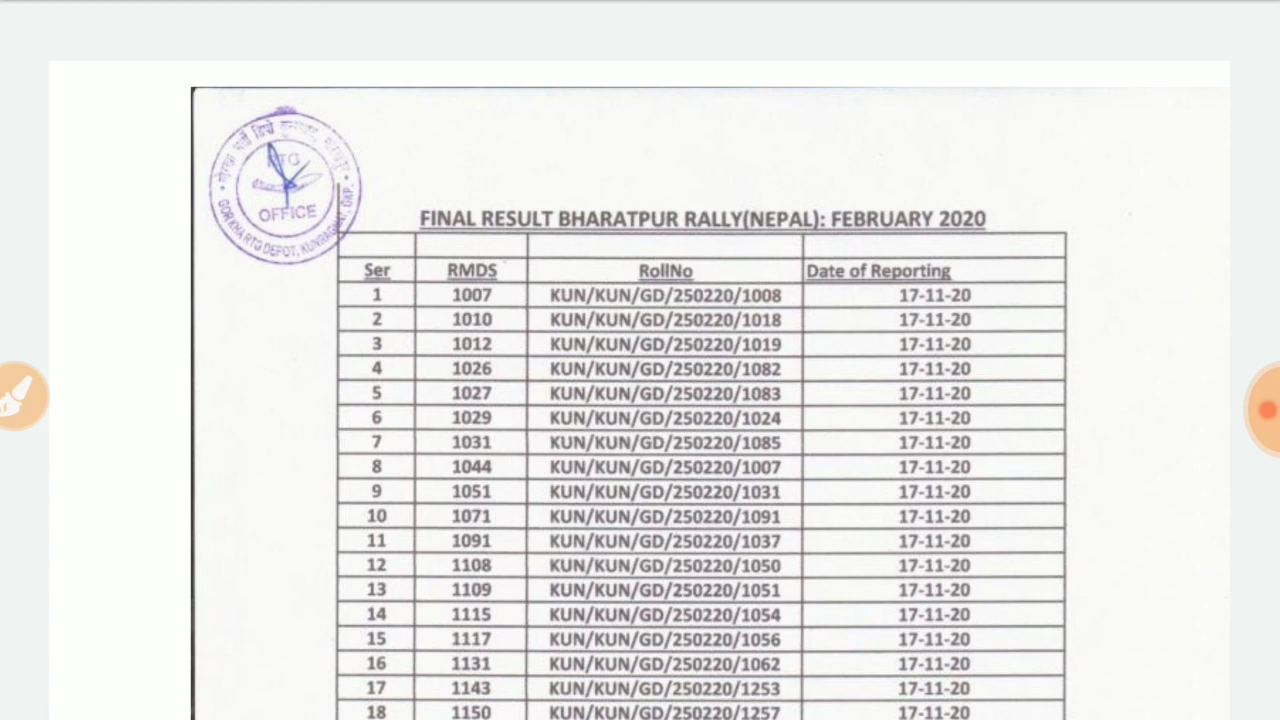 RTG
OFFICE
GORKHA RTG DEPOT, KUNRAGHAT, GKP.
FINAL RESULT BHARATPUR RALLY(NEPAL): FEBRUARY 2020
Ser RMDS RollNo Date of Reporting
1 1007 KUN/KUN/GD/250220/1008 17-11-20
2 1010 KUN/KUN/GD/250220/1018 17-11-20
3 1012 KUN/KUN/GD/250220/1019 17-11-20
4 1026 KUN/KUN/GD/250220/1082 17-11-20
5 1027 KUN/KUN/GD/250220/1083 17-11-20
6 1029 KUN/KUN/GD/250220/1024 17-11-20
7 1031 KUN/KUN/GD/250220/1085 17-11-20
8 1044 KUN/KUN/GD/250220/1007 17-11-20
9 1051 KUN/KUN/GD/250220/1031 17-11-20
10 1071 KUN/KUN/GD/250220/1091 17-11-20
11 1091 KUN/KUN/GD/250220/1037 17-11-20
12 1108 KUN/KUN/GD/250220/1050 17-11-20
13 1109 KUN/KUN/GD/250220/1051 17-11-20
14 1115 KUN/KUN/GD/250220/1054 17-11-20
15 1117 KUN/KUN/GD/250220/1056 17-11-20
16 1131 KUN/KUN/GD/250220/1062 17-11-20
17 1143 KUN/KUN/GD/250220/1253 17-11-20
18 1150 KUN/KUN/GD/250220/1257 17-11-20